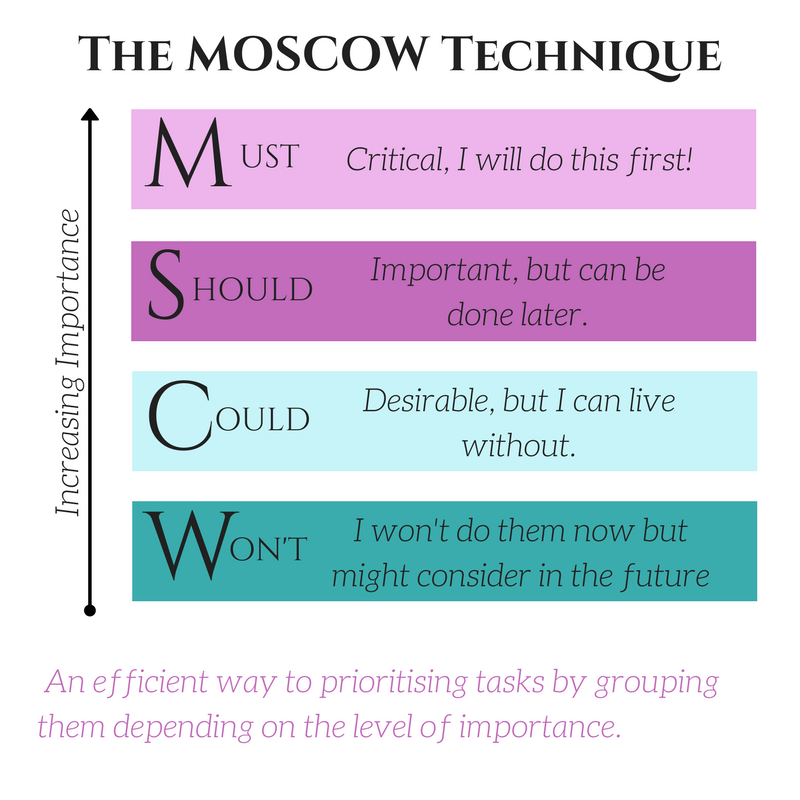 The MOSCOW Technique
Increasing Importance
Must
Critical, I will do this first!
Should
Important, but can be
done later.
Could
Desirable, but I can live
without.
Won't
I won't do them now but
might consider in the future
An efficient way to prioritising tasks by grouping
them depending on the level of importance.